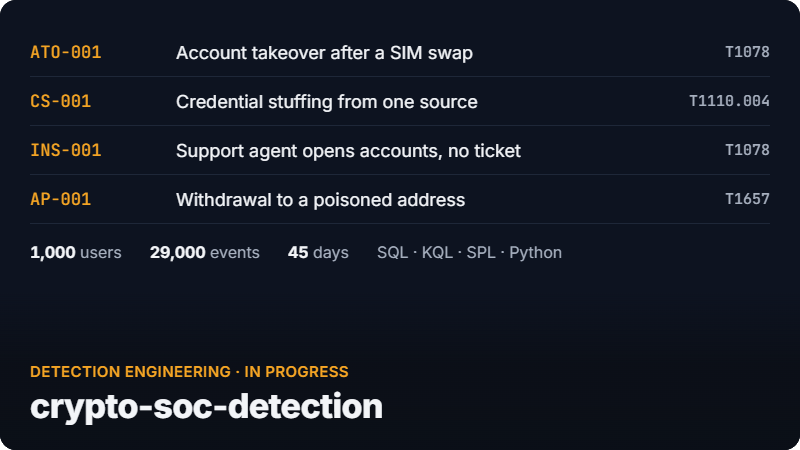 ATO-001 Account takeover after a SIM swap T1078
CS-001 Credential stuffing from one source T1110.004
INS-001 Support agent opens accounts, no ticket T1078
AP-001 Withdrawal to a poisoned address T1657
1,000 users 29,000 events 45 days SQL · KQL · SPL · Python
DETECTION ENGINEERING · IN PROGRESS
crypto-soc-detection